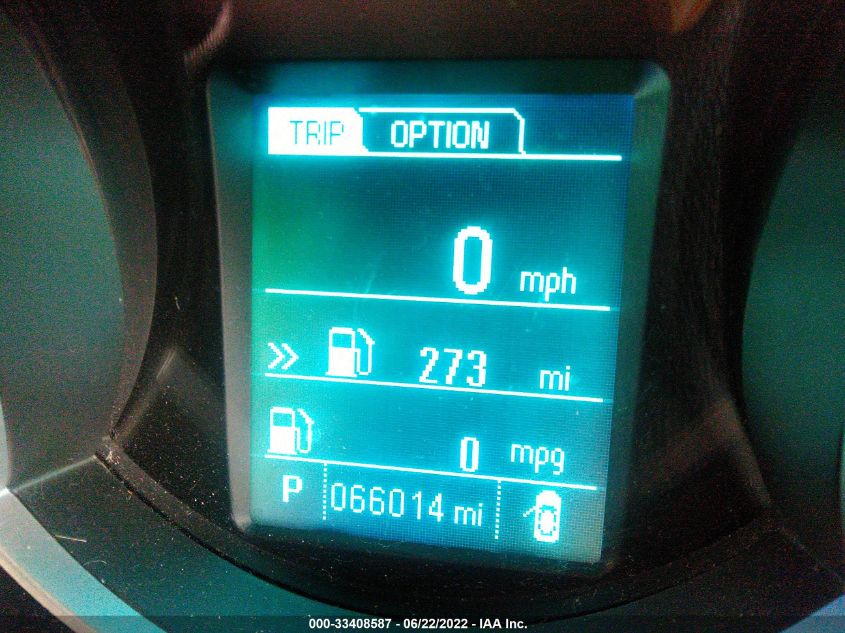 TRIP OPTION
0 mph
273 mi
0 mpg
P 066014 mi
000-33408587 - 06/22/2022 - IAA Inc.